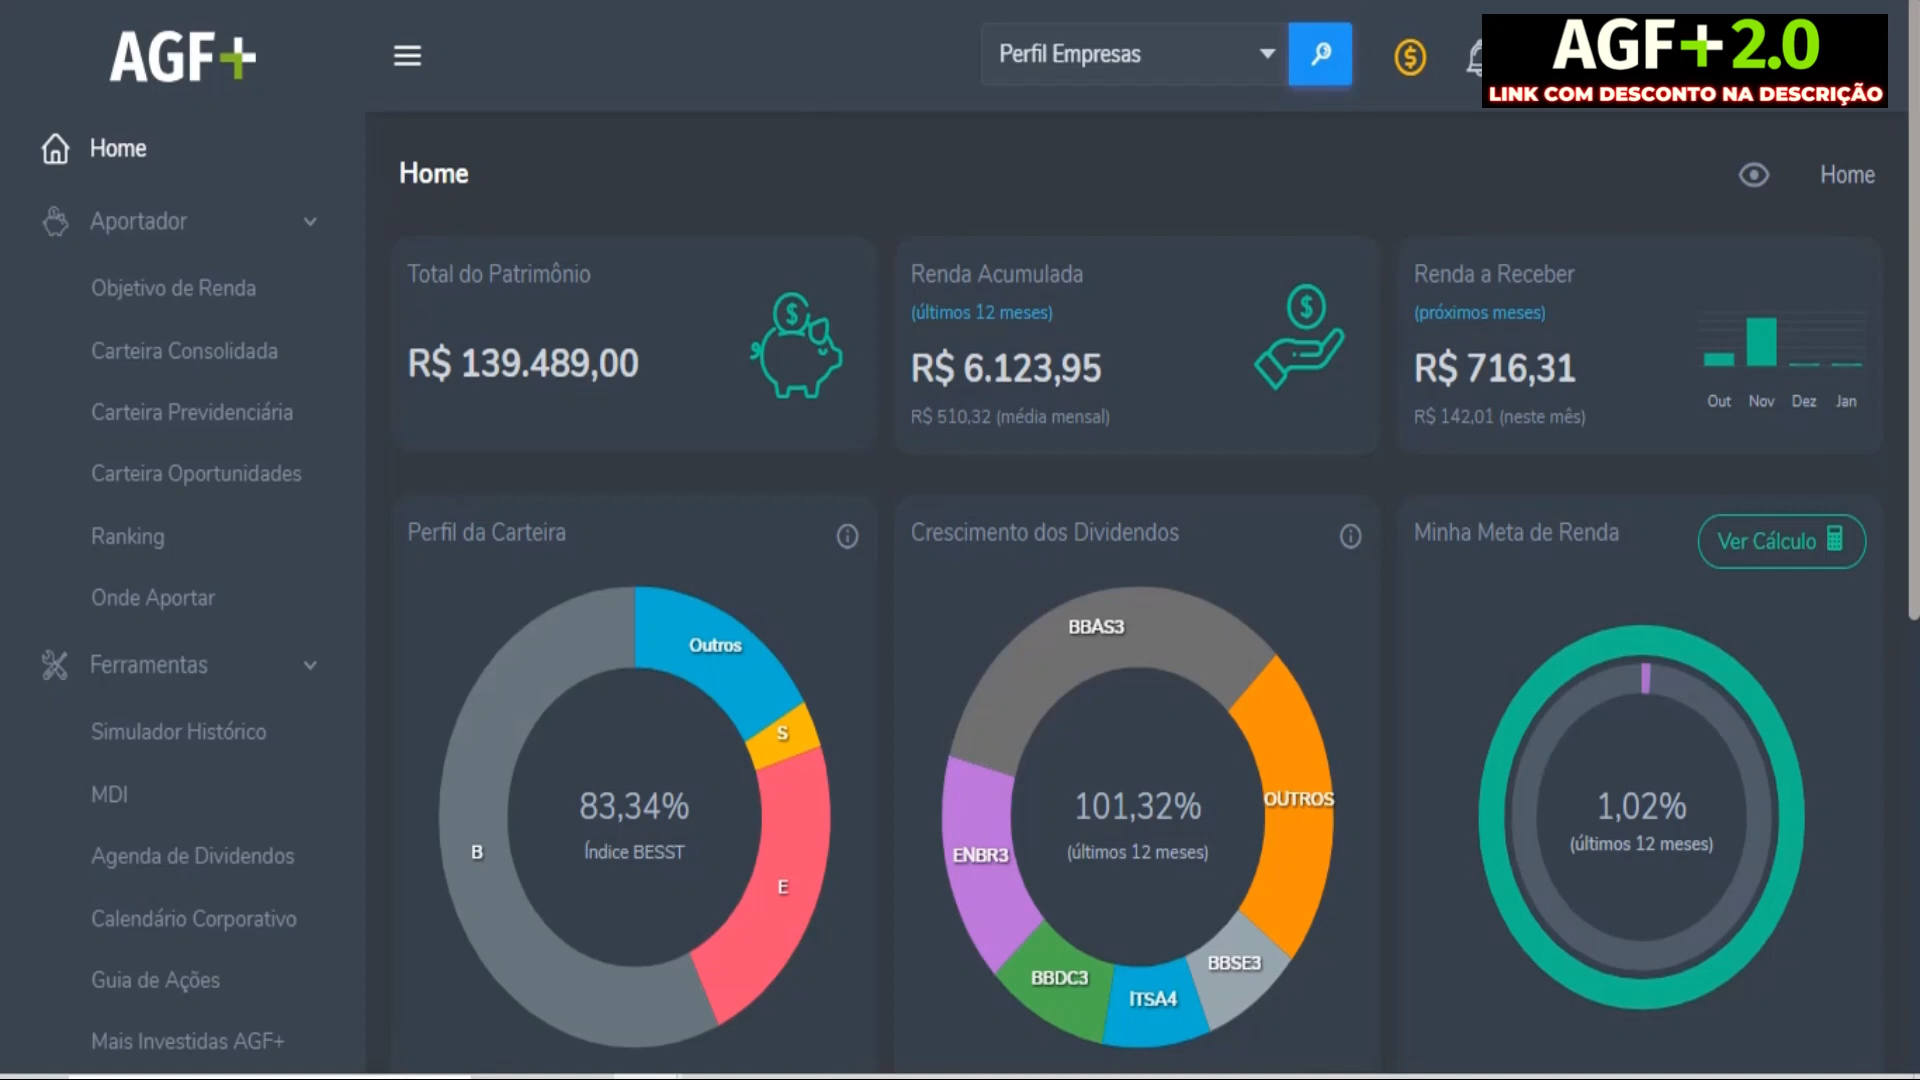 AGF+
Perfil Empresas
AGF+2.0
LINK COM DESCONTO NA DESCRIÇÃO
Home
Aportador
Objetivo de Renda
Carteira Consolidada
Carteira Previdenciária
Carteira Oportunidades
Ranking
Onde Aportar
Ferramentas
Simulador Histórico
MDI
Agenda de Dividendos
Calendário Corporativo
Guia de Ações
Mais Investidas AGF+
Home
Home
Total do Patrimônio
R$ 139.489,00
Renda Acumulada
(últimos 12 meses)
R$ 6.123,95
R$ 510,32 (média mensal)
Renda a Receber
(próximos meses)
R$ 716,31
R$ 142,01 (neste mês)
Out Nov Dez Jan
Perfil da Carteira
Outros
S
E
B
83,34%
Índice BESST
Crescimento dos Dividendos
BBAS3
OUTROS
BBSE3
ITSA4
BBDC3
ENBR3
101,32%
(últimos 12 meses)
Minha Meta de Renda
Ver Cálculo
1,02%
(últimos 12 meses)